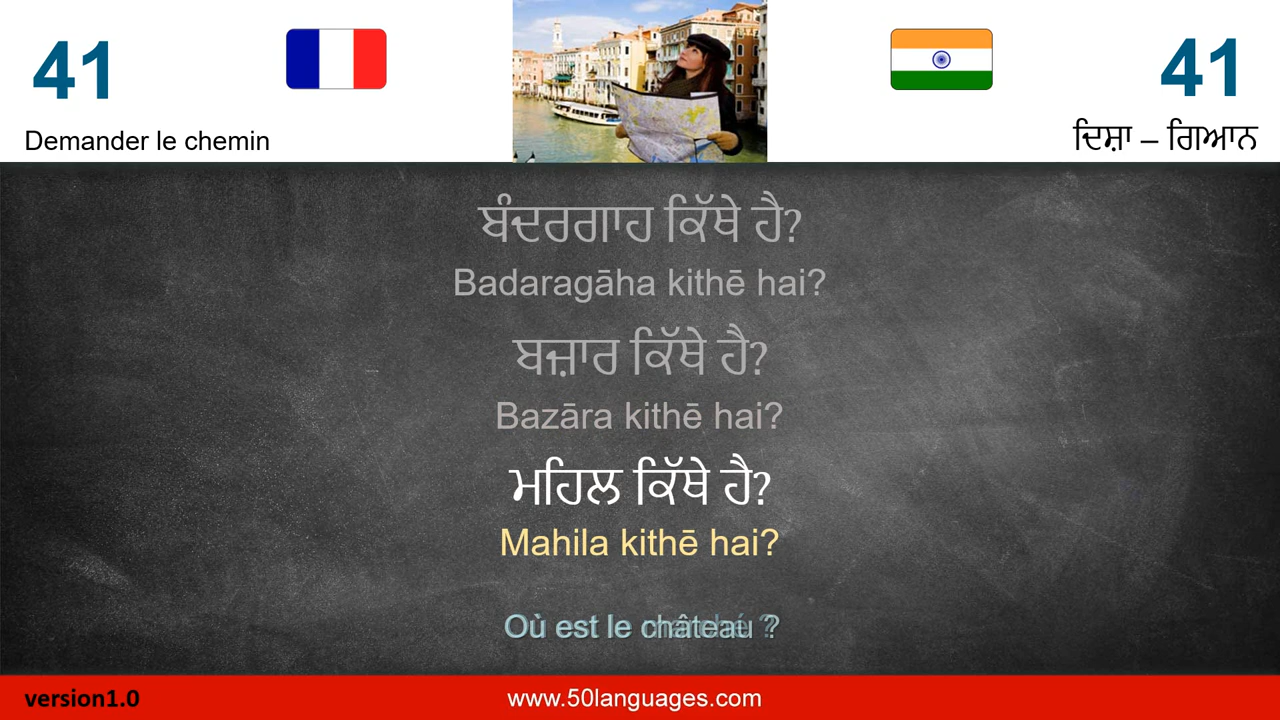 41
41
Demander le chemin
ਦਿਸ਼ਾ – ਗਿਆਨ
ਬੰਦਰਗਾਹ ਕਿੱਥੇ ਹੈ?
Badaragāha kithē hai?
ਬਜ਼ਾਰ ਕਿੱਥੇ ਹੈ?
Bazāra kithē hai?
ਮਹਿਲ ਕਿੱਥੇ ਹੈ?
Mahila kithē hai?
Où est le château ?
version1.0
www.50languages.com